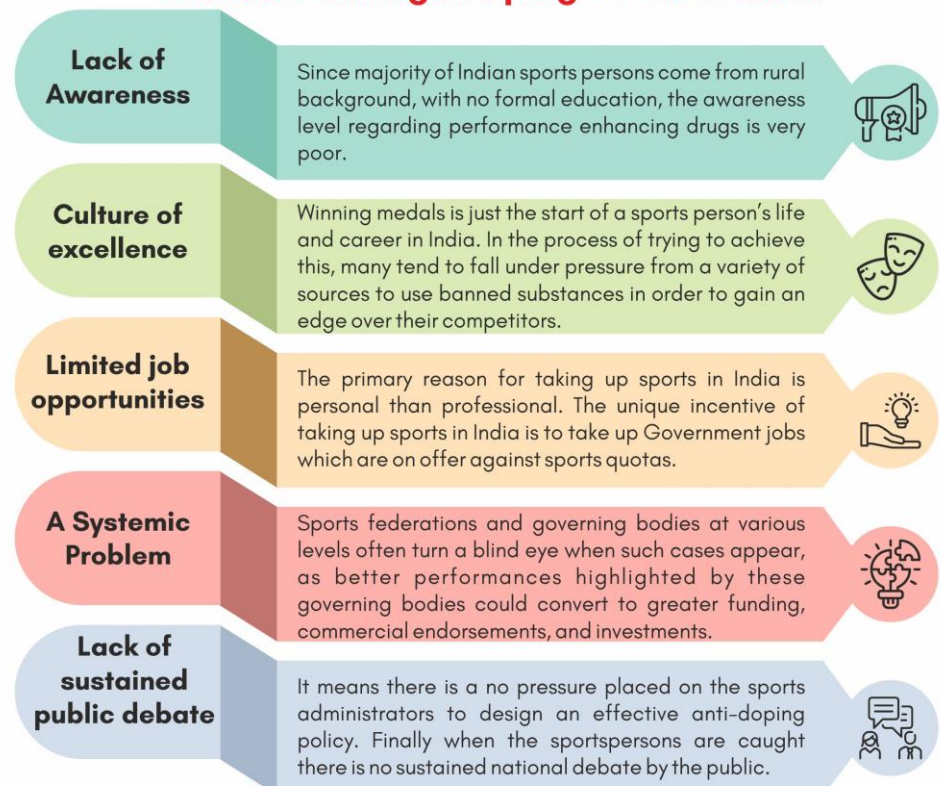 Lack of
Awareness
Since majority of Indian sports persons come from rural
background, with no formal education, the awareness
level regarding performance enhancing drugs is very
poor.
Culture of
excellence
Winning medals is just the start of a sports person's life
and career in India. In the process of trying to achieve
this, many tend to fall under pressure from a variety of
sources to use banned substances in order to gain an
edge over their competitors.
Limited job
opportunities
The primary reason for taking up sports in India is
personal than professional. The unique incentive of
taking up sports in India is to take up Government jobs
which are on offer against sports quotas.
A Systemic
Problem
Sports federations and governing bodies at various
levels often turn a blind eye when such cases appear,
as better performances highlighted by these
governing bodies could convert to greater funding,
commercial endorsements, and investments.
Lack of
sustained
public debate
It means there is a no pressure placed on the sports
administrators to design an effective anti-doping
policy. Finally when the sportspersons are caught
there is no sustained national debate by the public.